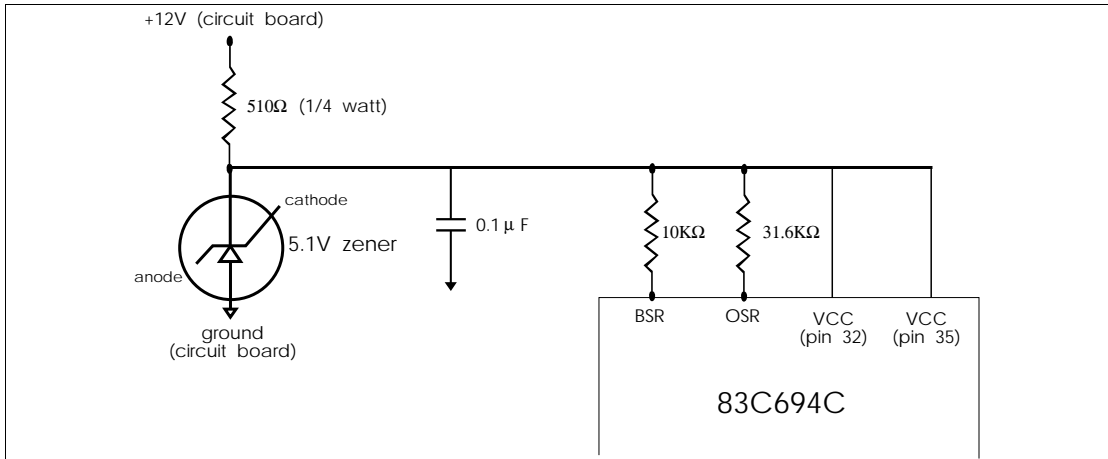 +12V (circuit board)
510Ω (1/4 watt)
cathode
5.1V zener
anode
ground
(circuit board)
0.1 µ F
10KΩ
31.6KΩ
BSR
OSR
VCC
(pin 32)
VCC
(pin 35)
83C694C